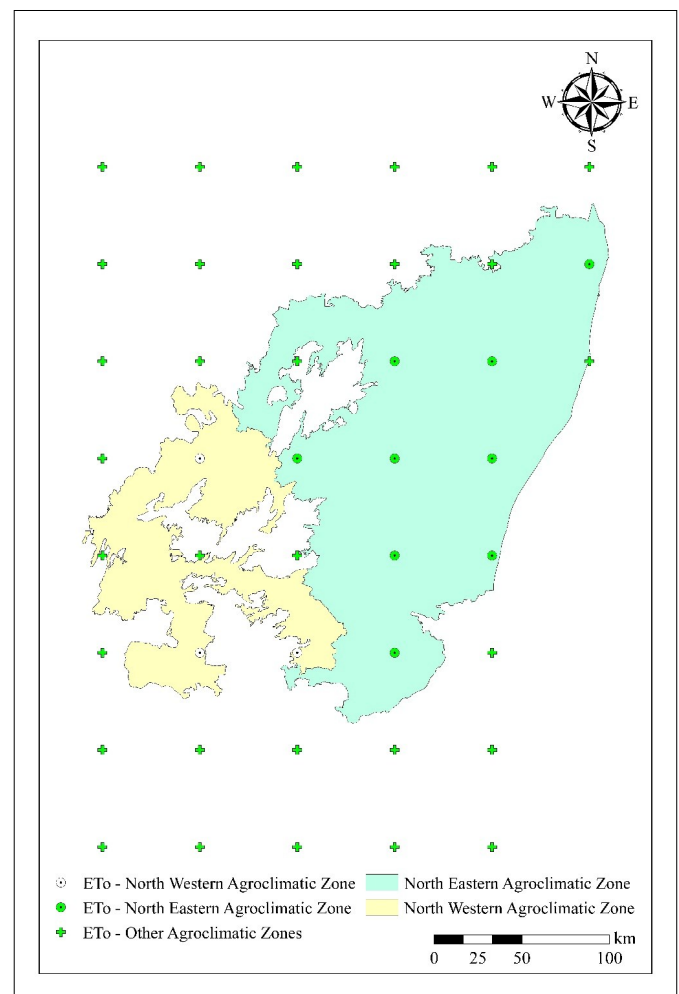 N
W E
S
ETo - North Western Agroclimatic Zone
ETo - North Eastern Agroclimatic Zone
ETo - Other Agroclimatic Zones
North Eastern Agroclimatic Zone
North Western Agroclimatic Zone
km
0 25 50 100